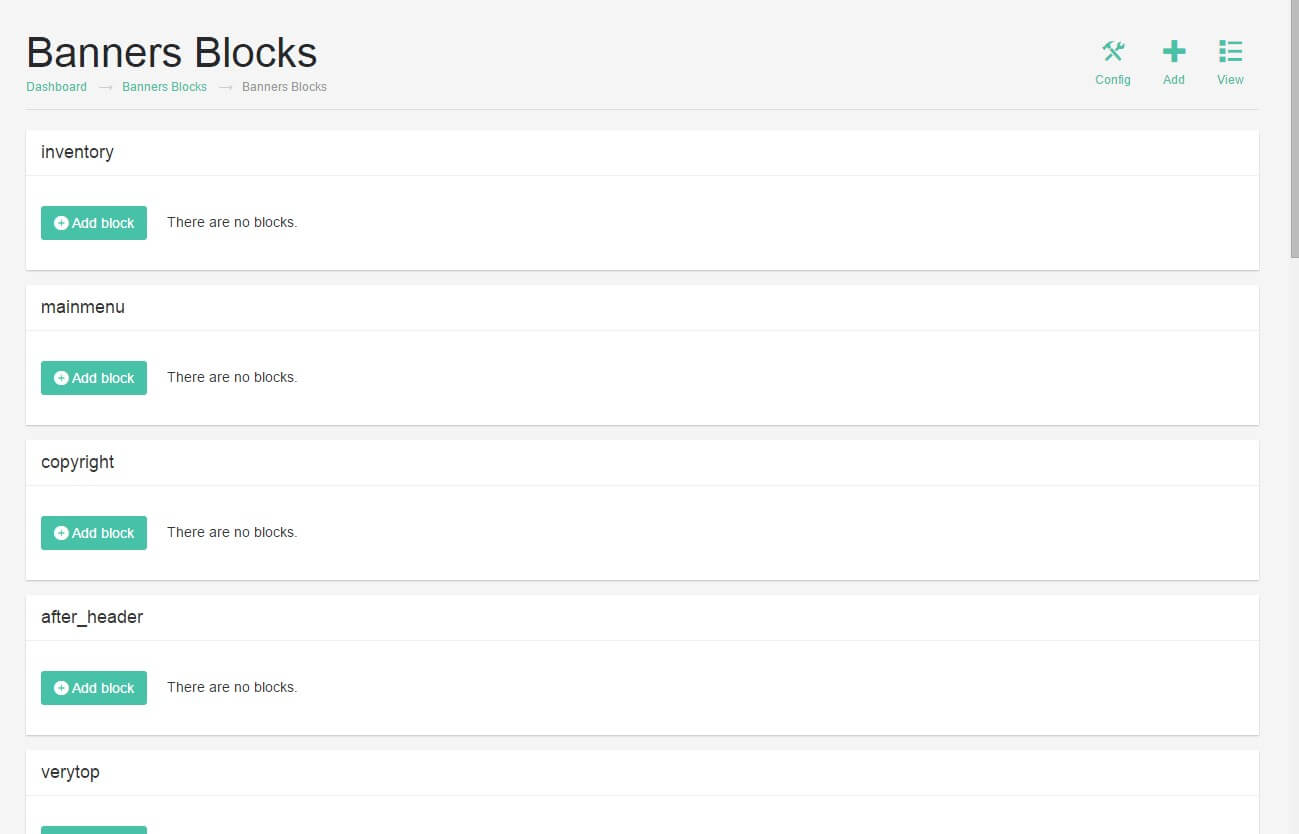 Banners Blocks
Dashboard → Banners Blocks → Banners Blocks
Config Add View
inventory
Add block There are no blocks.
mainmenu
Add block There are no blocks.
copyright
Add block There are no blocks.
after_header
Add block There are no blocks.
verytop